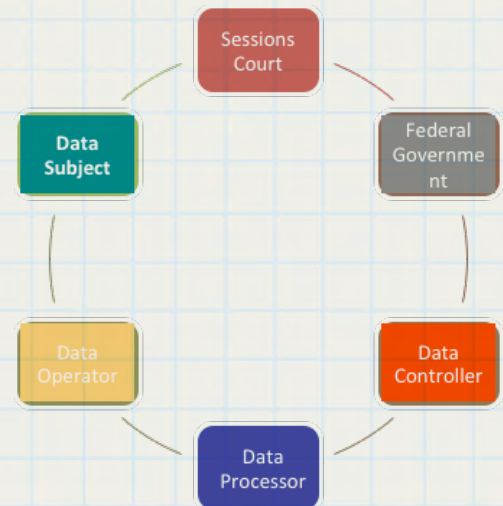 Sessions
Court
Federal
Governme
nt
Data
Controller
Data
Processor
Data
Operator
Data
Subject